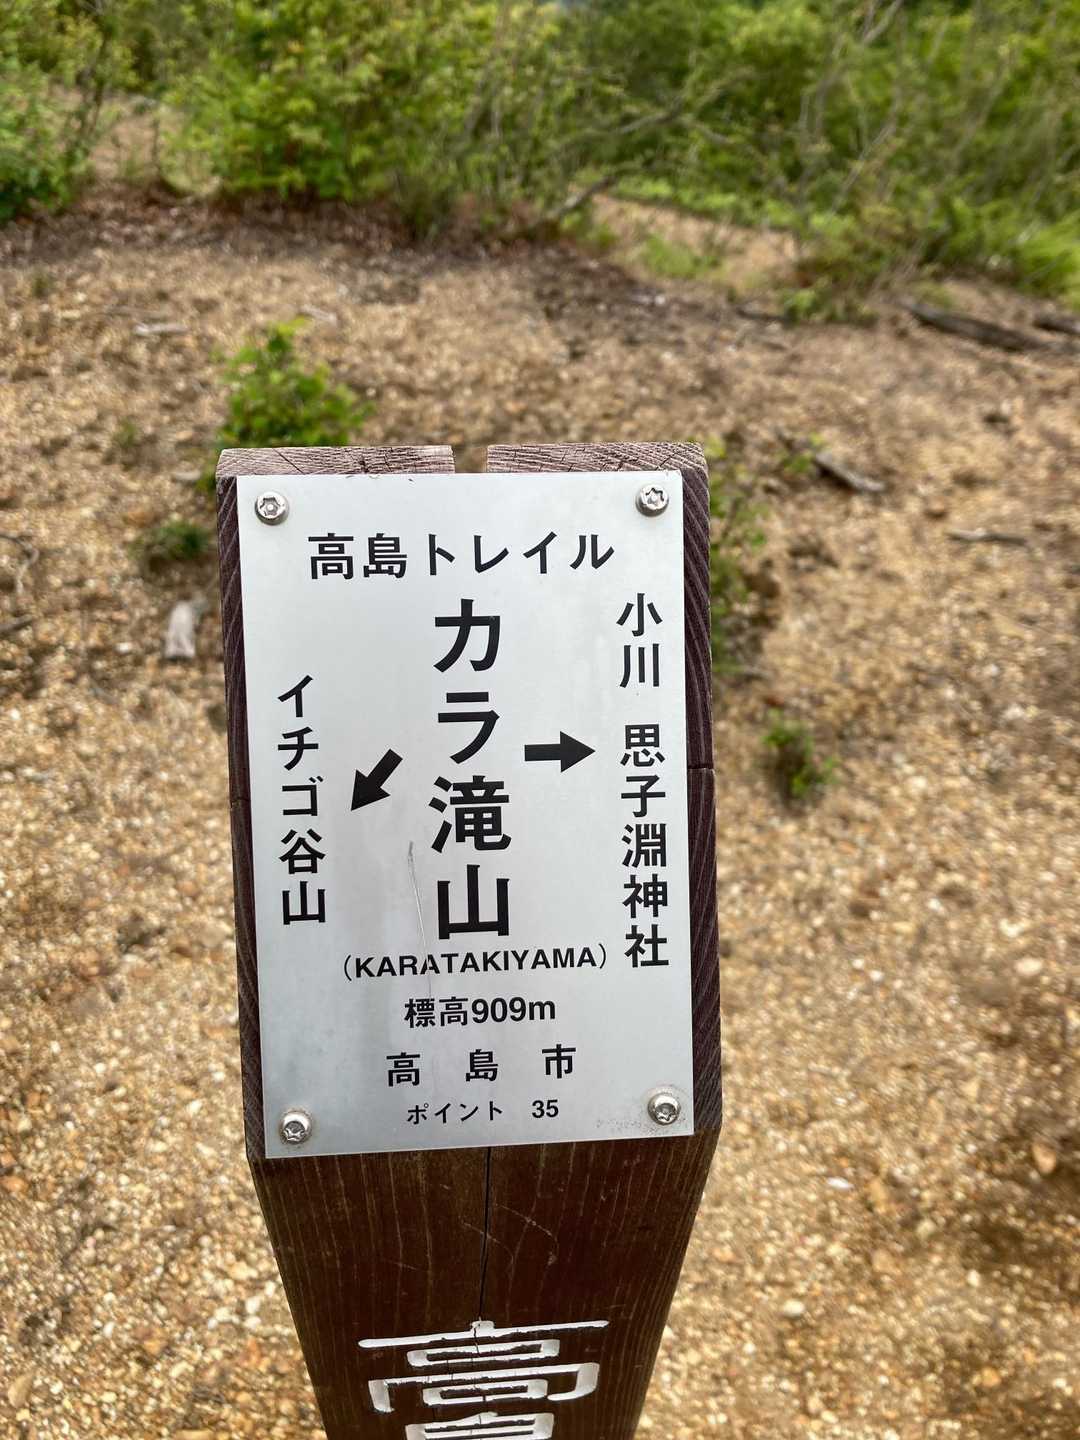 高島トレイル
小川 思子淵神社
カラ滝山
イチゴ谷山
(KARATAKIYAMA)
標高909m
高島市
ポイント 35
高